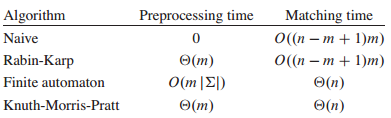 Algorithm Preprocessing time Matching time
Naive 0 O((n − m + 1)m)
Rabin-Karp Θ(m) O((n − m + 1)m)
Finite automaton O(m |Σ|) Θ(n)
Knuth-Morris-Pratt Θ(m) Θ(n)